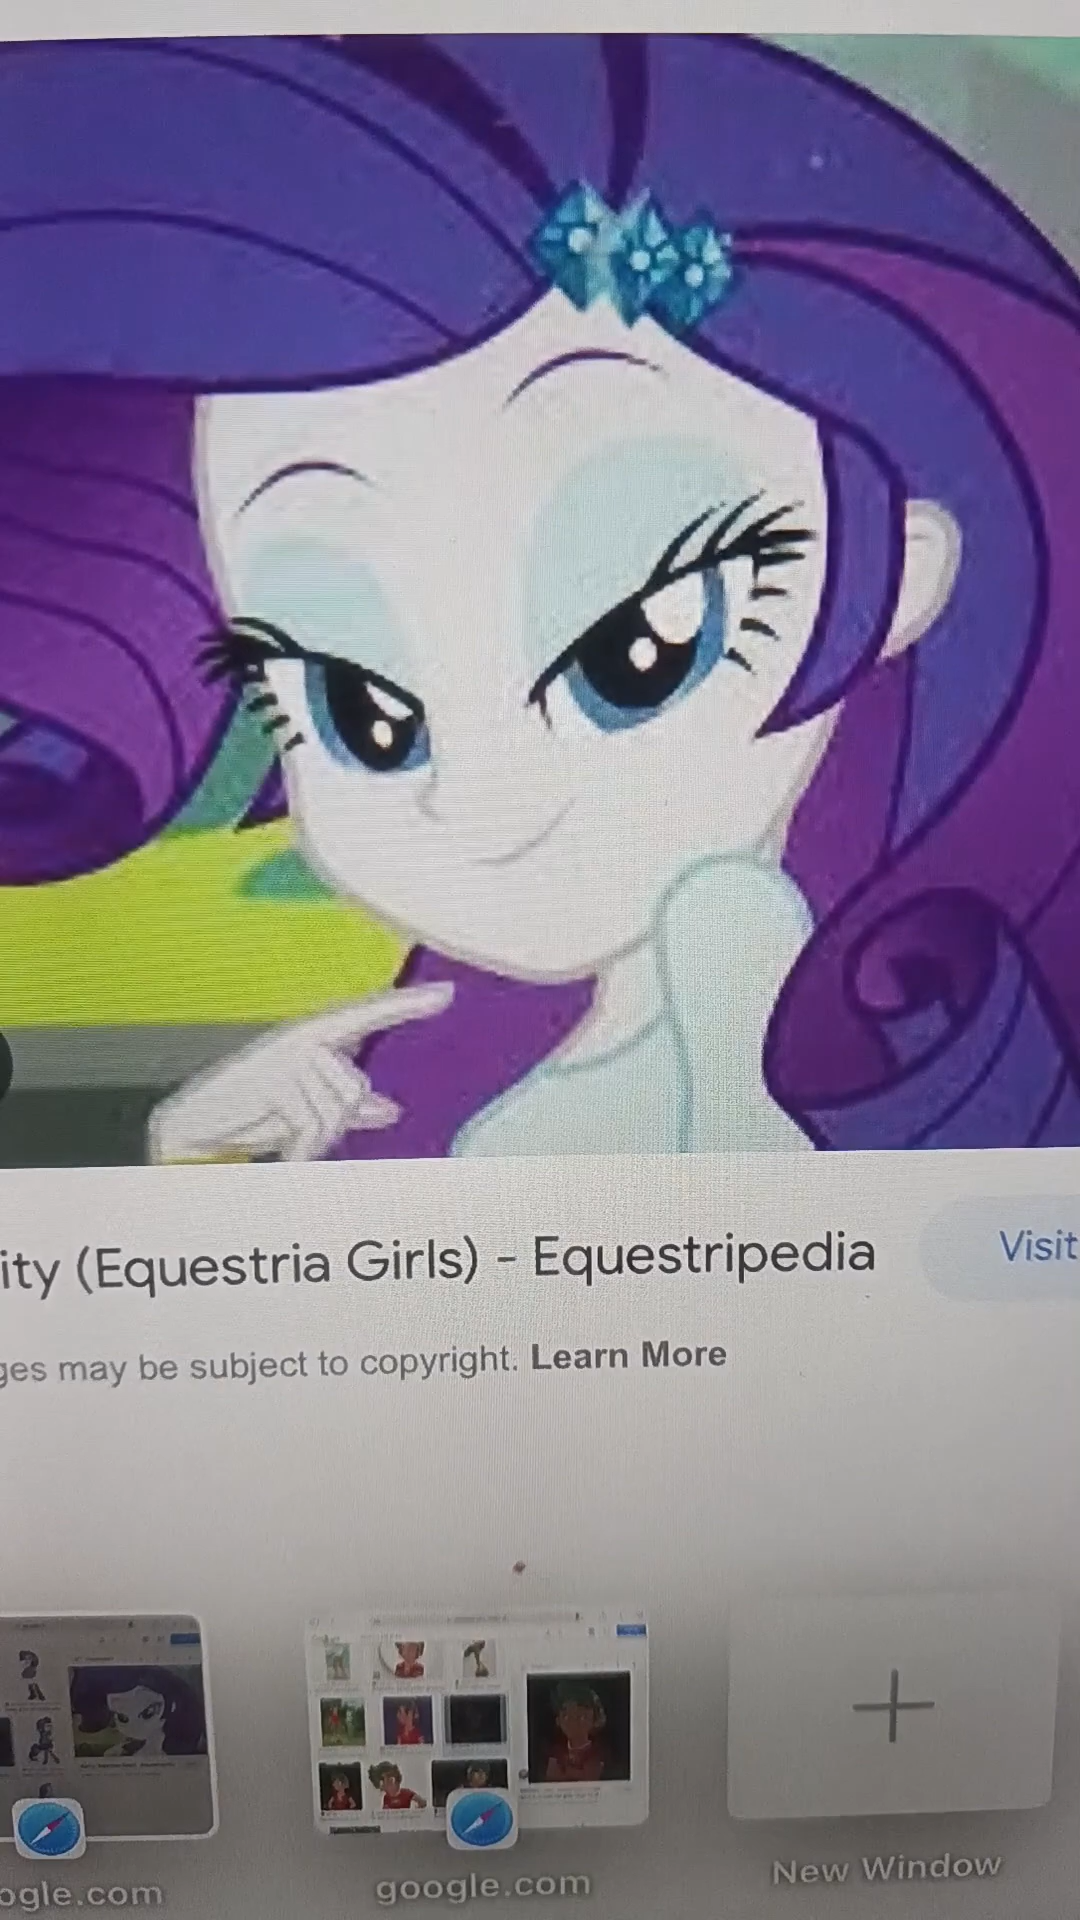 ity (Equestria Girls) - Equestripedia
Visit
ges may be subject to copyright. Learn More
ogle.com
google.com
New Window